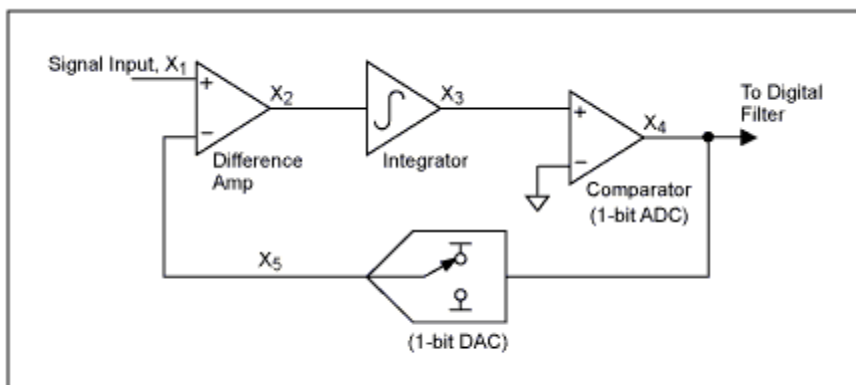 Signal Input, X1
+
−
Difference
Amp
X2
Integrator
X3
+
−
Comparator
(1-bit ADC)
X4
To Digital
Filter
X5
(1-bit DAC)